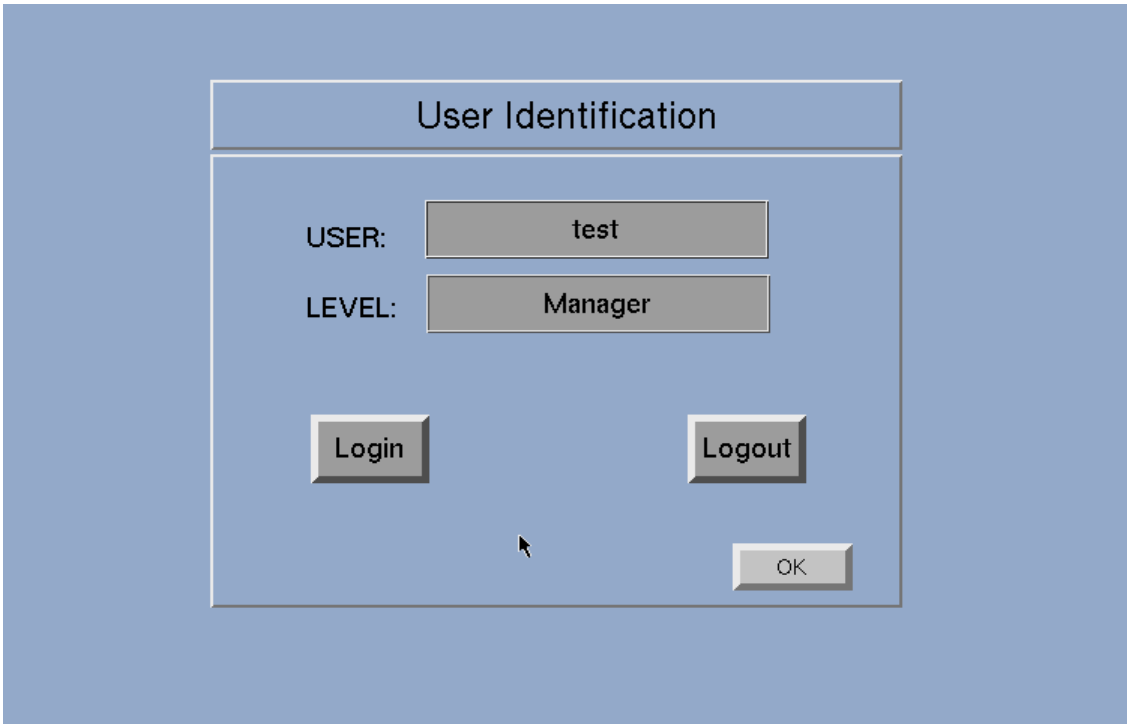 User Identification
USER: test
LEVEL: Manager
Login Logout
OK